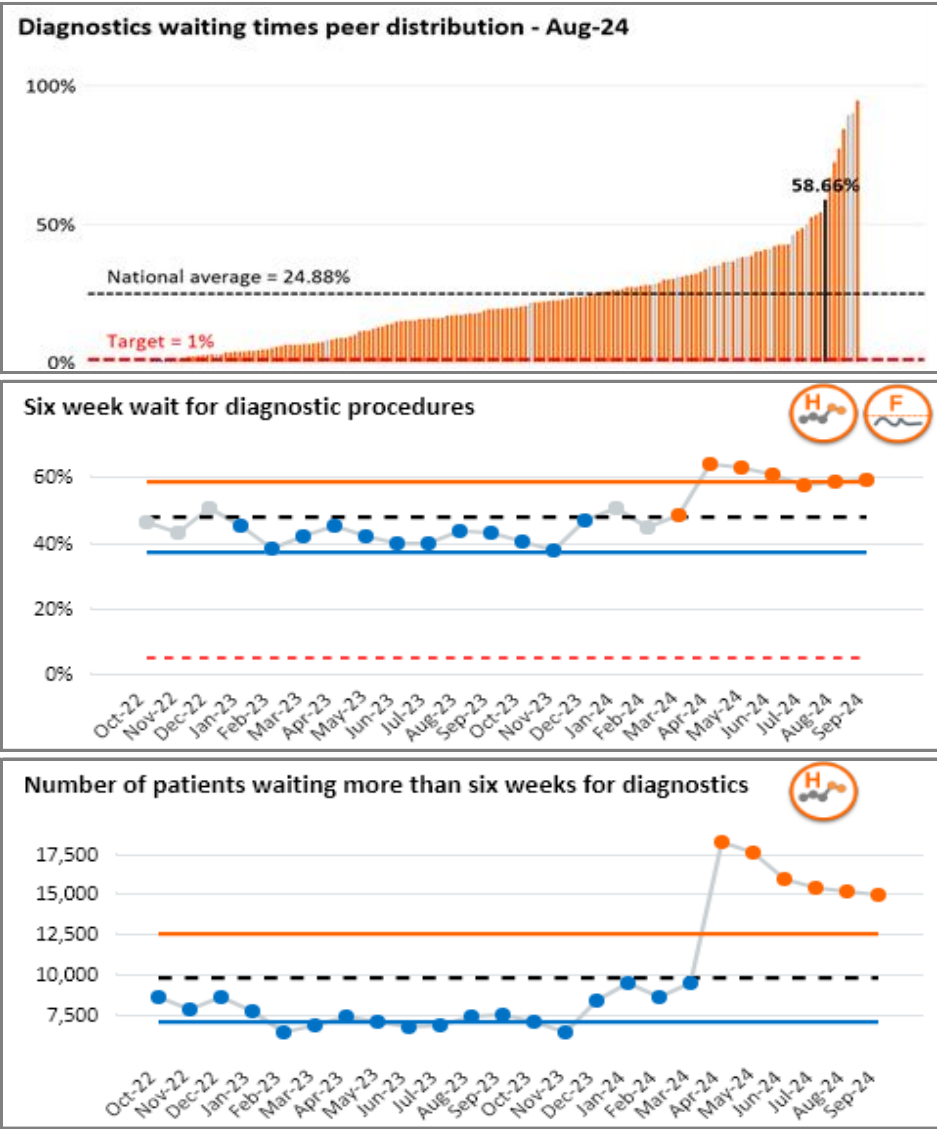 Diagnostics waiting times peer distribution - Aug-24
100%
58.66%
50%
National average = 24.88%
Target = 1%
0%
Six week wait for diagnostic procedures
H
F
60%
40%
20%
0%
Oct-22 Nov-22 Dec-22 Jan-23 Feb-23 Mar-23 Apr-23 May-23 Jun-23 Jul-23 Aug-23 Sep-23 Oct-23 Nov-23 Dec-23 Jan-24 Feb-24 Mar-24 Apr-24 May-24 Jun-24 Jul-24 Aug-24 Sep-24
Number of patients waiting more than six weeks for diagnostics
H
17,500
15,000
12,500
10,000
7,500
Oct-22 Nov-22 Dec-22 Jan-23 Feb-23 Mar-23 Apr-23 May-23 Jun-23 Jul-23 Aug-23 Sep-23 Oct-23 Nov-23 Dec-23 Jan-24 Feb-24 Mar-24 Apr-24 May-24 Jun-24 Jul-24 Aug-24 Sep-24